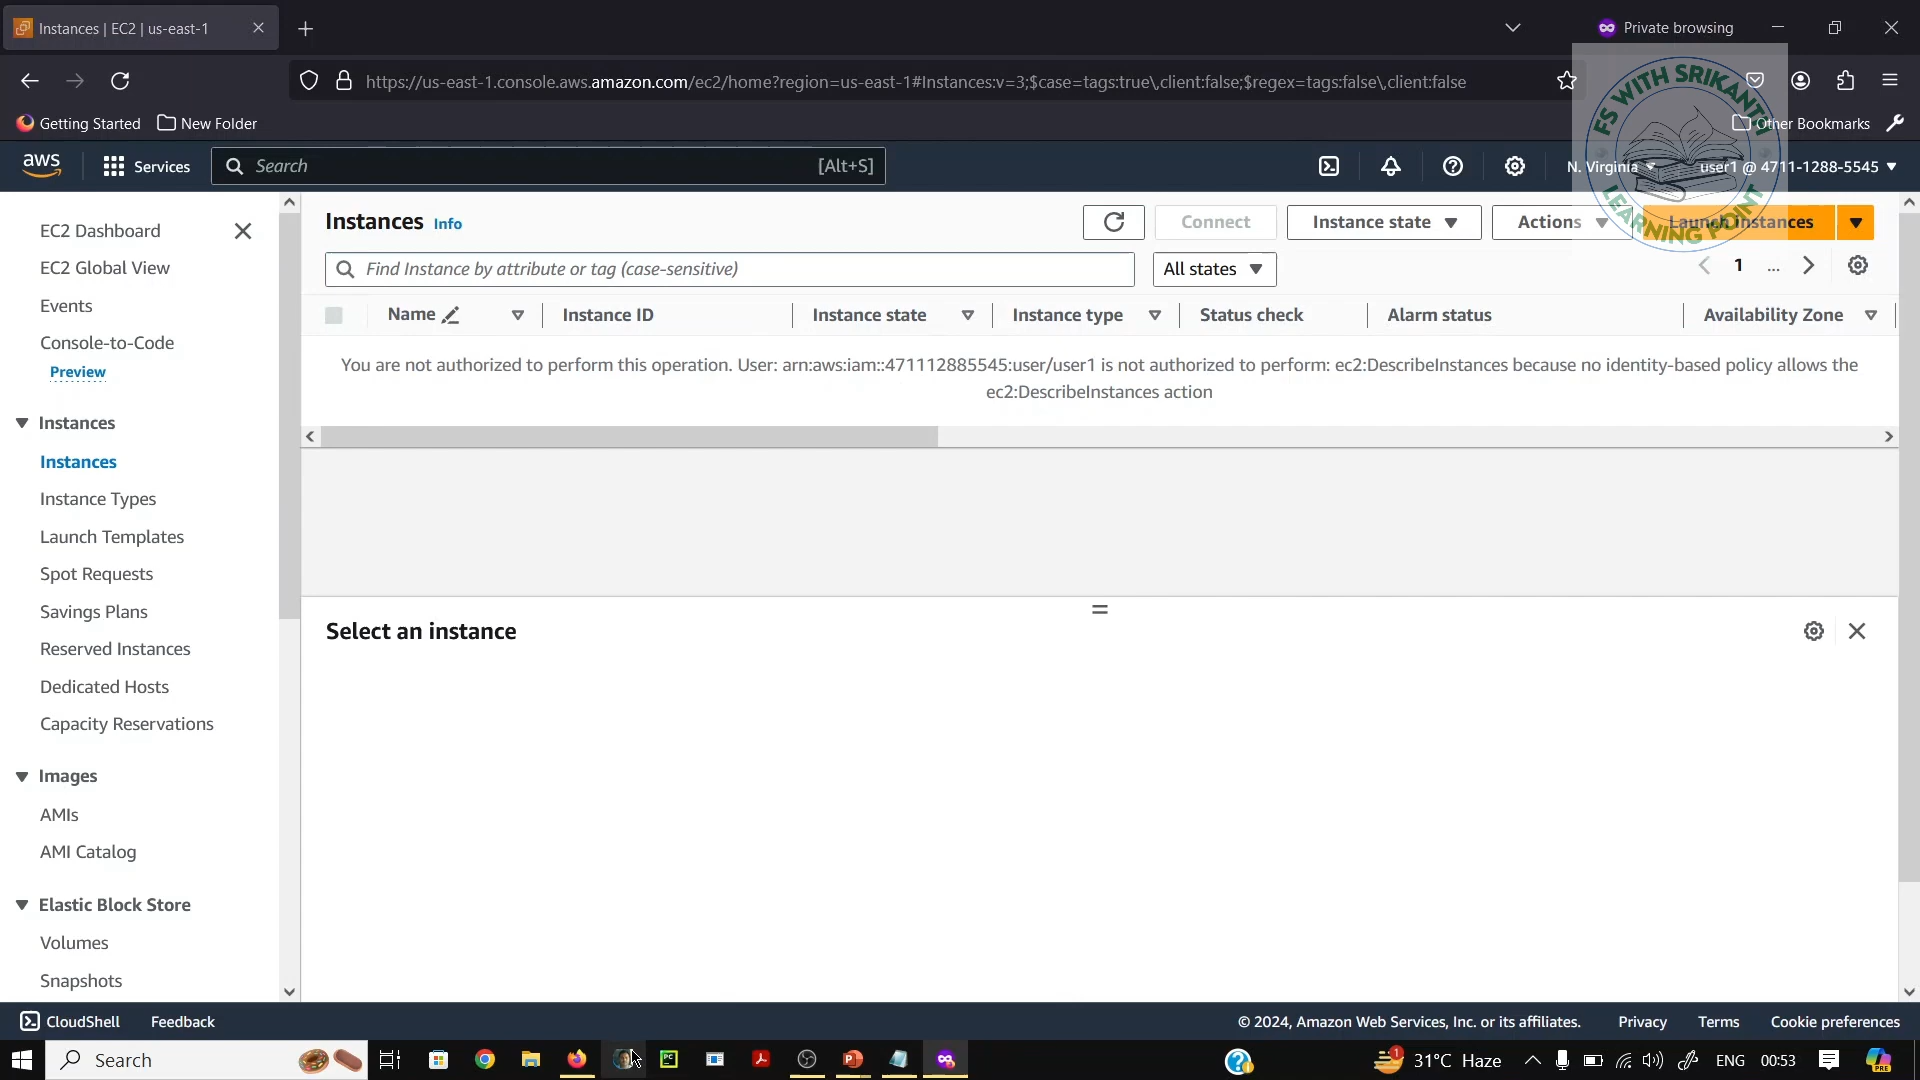 Instances | EC2 | us-east-1
Private browsing
https://us-east-1.console.aws.amazon.com/ec2/home?region=us-east-1#Instances:v=3;$case=tags:true\,client:false;$regex=tags:false\,client:false
Getting Started
New Folder
Other Bookmarks
aws
Services
Search
[Alt+S]
N. Virginia
user1 @ 4711-1288-5545
FS WITH SRIKANTH
LEARNING POINT
EC2 Dashboard
EC2 Global View
Events
Console-to-Code
Preview
Instances
Instances
Instance Types
Launch Templates
Spot Requests
Savings Plans
Reserved Instances
Dedicated Hosts
Capacity Reservations
Images
AMIs
AMI Catalog
Elastic Block Store
Volumes
Snapshots
Instances Info
Connect
Instance state
Actions
Launch instances
Find Instance by attribute or tag (case-sensitive)
All states
1
...
Name
Instance ID
Instance state
Instance type
Status check
Alarm status
Availability Zone
You are not authorized to perform this operation. User: arn:aws:iam::471112885545:user/user1 is not authorized to perform: ec2:DescribeInstances because no identity-based policy allows the
ec2:DescribeInstances action
Select an instance
CloudShell
Feedback
© 2024, Amazon Web Services, Inc. or its affiliates.
Privacy
Terms
Cookie preferences
Search
31°C Haze
ENG
00:53